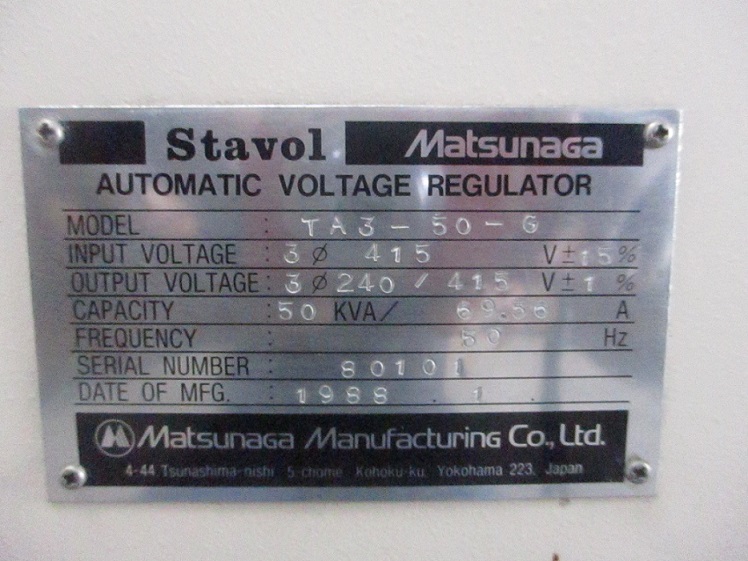 Stavol Matsunaga
AUTOMATIC VOLTAGE REGULATOR
MODEL : TA3-50-G
INPUT VOLTAGE : 3Ø 415 V±15%
OUTPUT VOLTAGE : 3Ø240/415 V±1%
CAPACITY : 50 KVA/ 69.56 A
FREQUENCY : 50 Hz
SERIAL NUMBER : 80101
DATE OF MFG. : 1988 . 1 .
Matsunaga Manufacturing Co., Ltd.
4-44, Tsunashima-nishi 5 chome Kohoku-ku, Yokohama 223, Japan